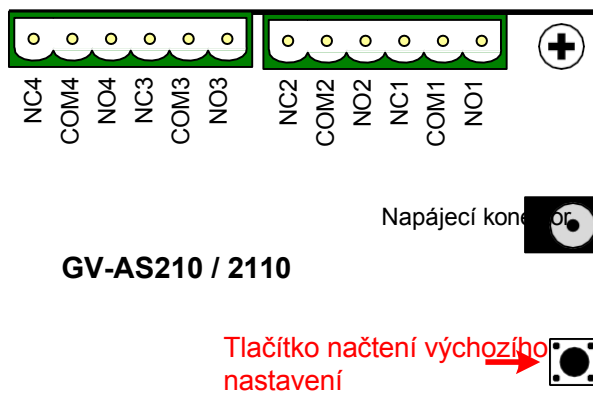 NC4 COM4 NO4 NC3 COM3 NO3 NC2 COM2 NO2 NC1 COM1 NO1
Napájecí konektor
GV-AS210 / 2110
Tlačítko načtení výchozího
nastavení